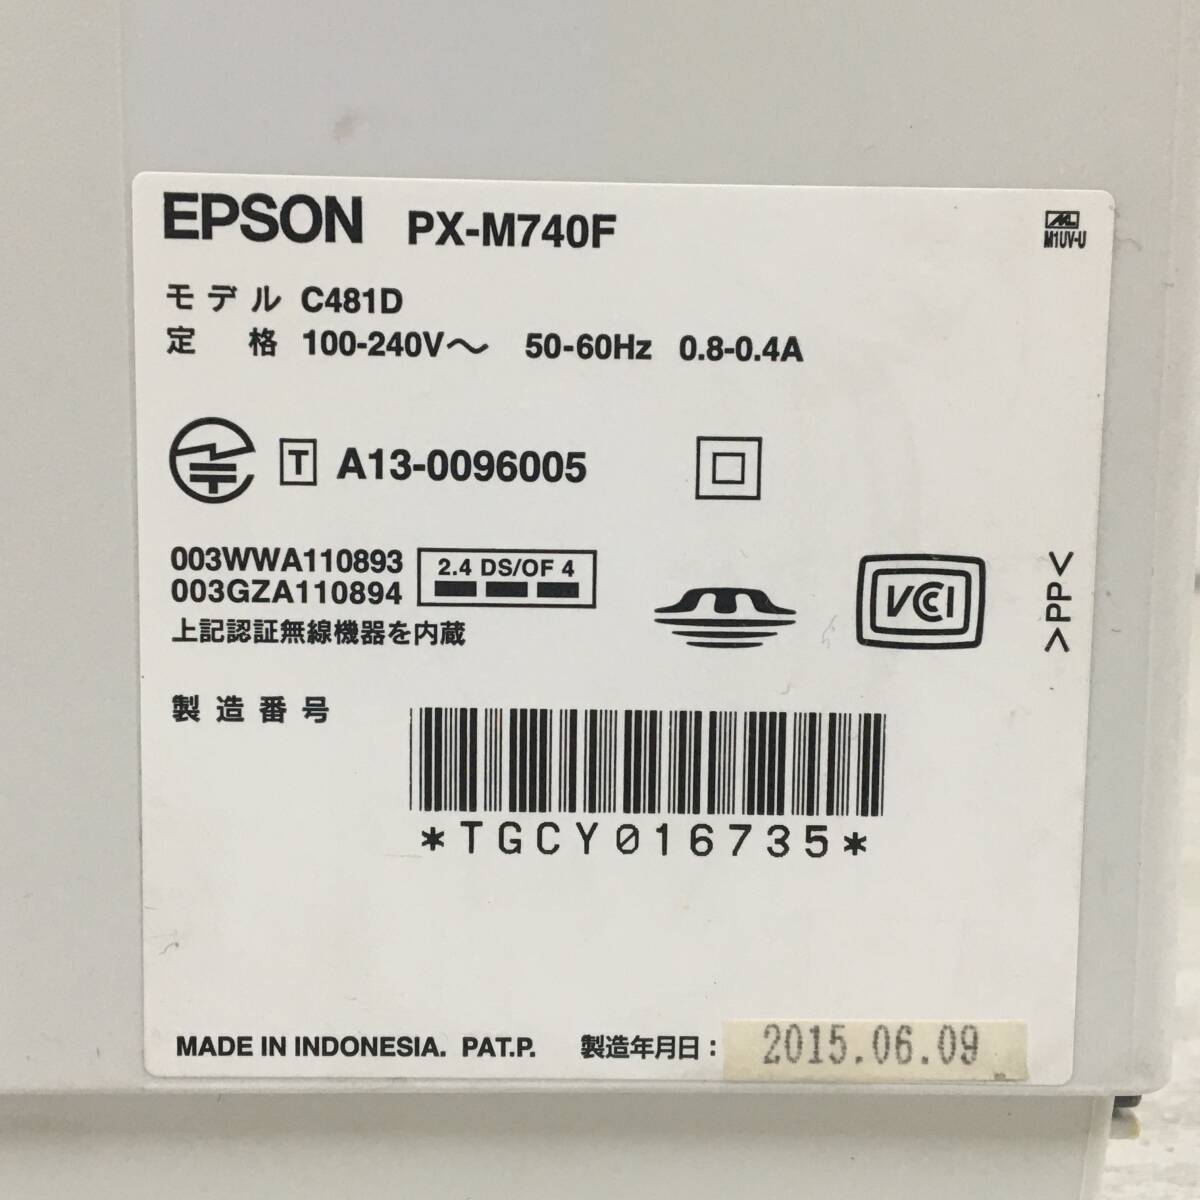 EPSON PX-M740F
M1UV-U
モデル C481D
定 格 100-240V～ 50-60Hz 0.8-0.4A
T A13-0096005
003WWA110893
003GZA110894
2.4 DS/OF 4
上記認証無線機器を内蔵
VCCI
>PP<
製造番号
*TGCY016735*
MADE IN INDONESIA. PAT.P. 製造年月日： 2015.06.09